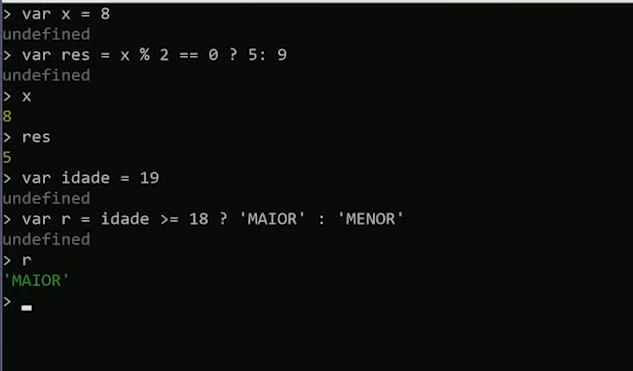 > var x = 8
undefined
> var res = x % 2 == 0 ? 5: 9
undefined
> x
8
> res
5
> var idade = 19
undefined
> var r = idade >= 18 ? 'MAIOR' : 'MENOR'
undefined
> r
'MAIOR'
>